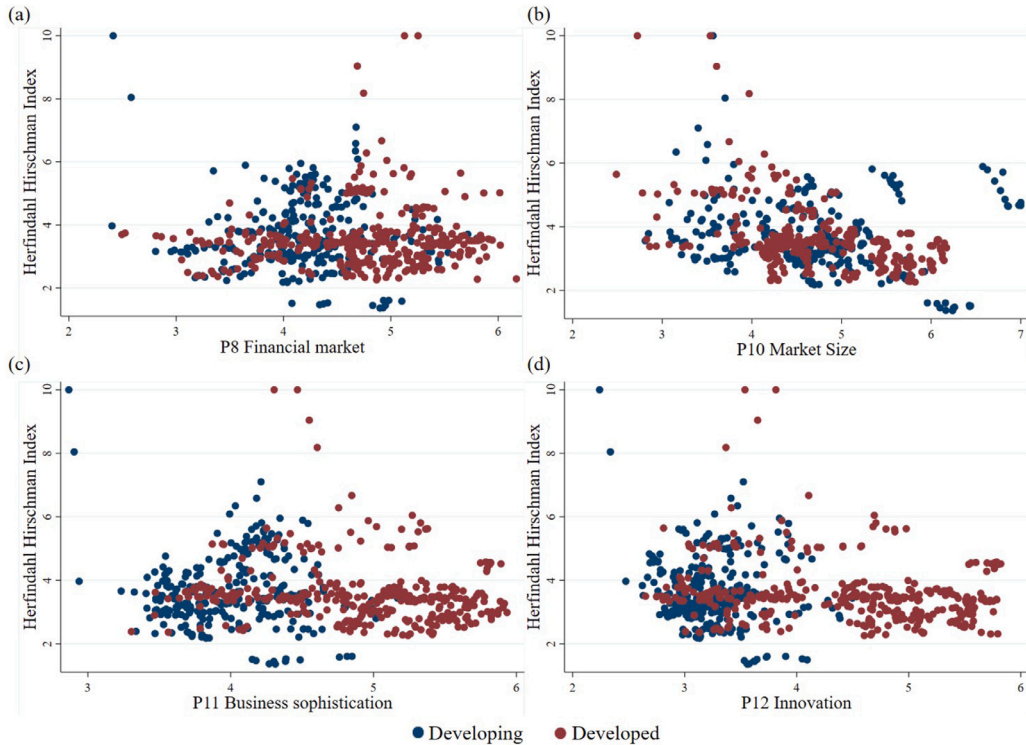 (a)
Herfindahl Hirschman Index
10
8
6
4
2
2 3 4 5 6
P8 Financial market
(b)
Herfindahl Hirschman Index
10
8
6
4
2
2 3 4 5 6 7
P10 Market Size
(c)
Herfindahl Hirschman Index
10
8
6
4
2
3 4 5 6
P11 Business sophistication
(d)
Herfindahl Hirschman Index
10
8
6
4
2
2 3 4 5 6
P12 Innovation
Developing Developed